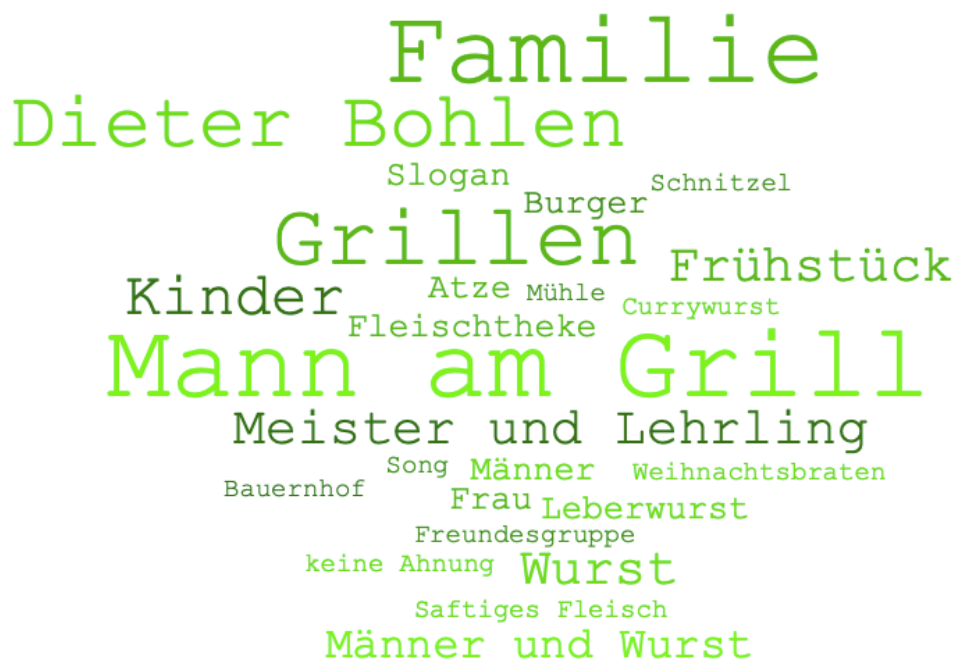 Familie
Dieter Bohlen
Slogan
Schnitzel
Burger
Grillen
Frühstück
Kinder
Atze
Mühle
Currywurst
Fleischtheke
Mann am Grill
Meister und Lehrling
Song
Männer
Weihnachtsbraten
Bauernhof
Frau
Leberwurst
Freundesgruppe
keine Ahnung
Wurst
Saftiges Fleisch
Männer und Wurst